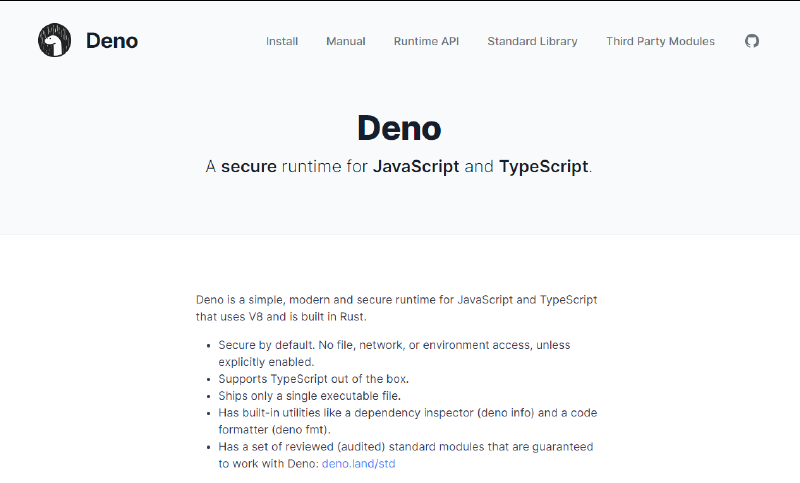 Deno
Install
Manual
Runtime API
Standard Library
Third Party Modules
Deno
A secure runtime for JavaScript and TypeScript.
Deno is a simple, modern and secure runtime for JavaScript and TypeScript
that uses V8 and is built in Rust.
• Secure by default. No file, network, or environment access, unless
explicitly enabled.
• Supports TypeScript out of the box.
• Ships only a single executable file.
• Has built-in utilities like a dependency inspector (deno info) and a code
formatter (deno fmt).
• Has a set of reviewed (audited) standard modules that are guaranteed
to work with Deno: deno.land/std